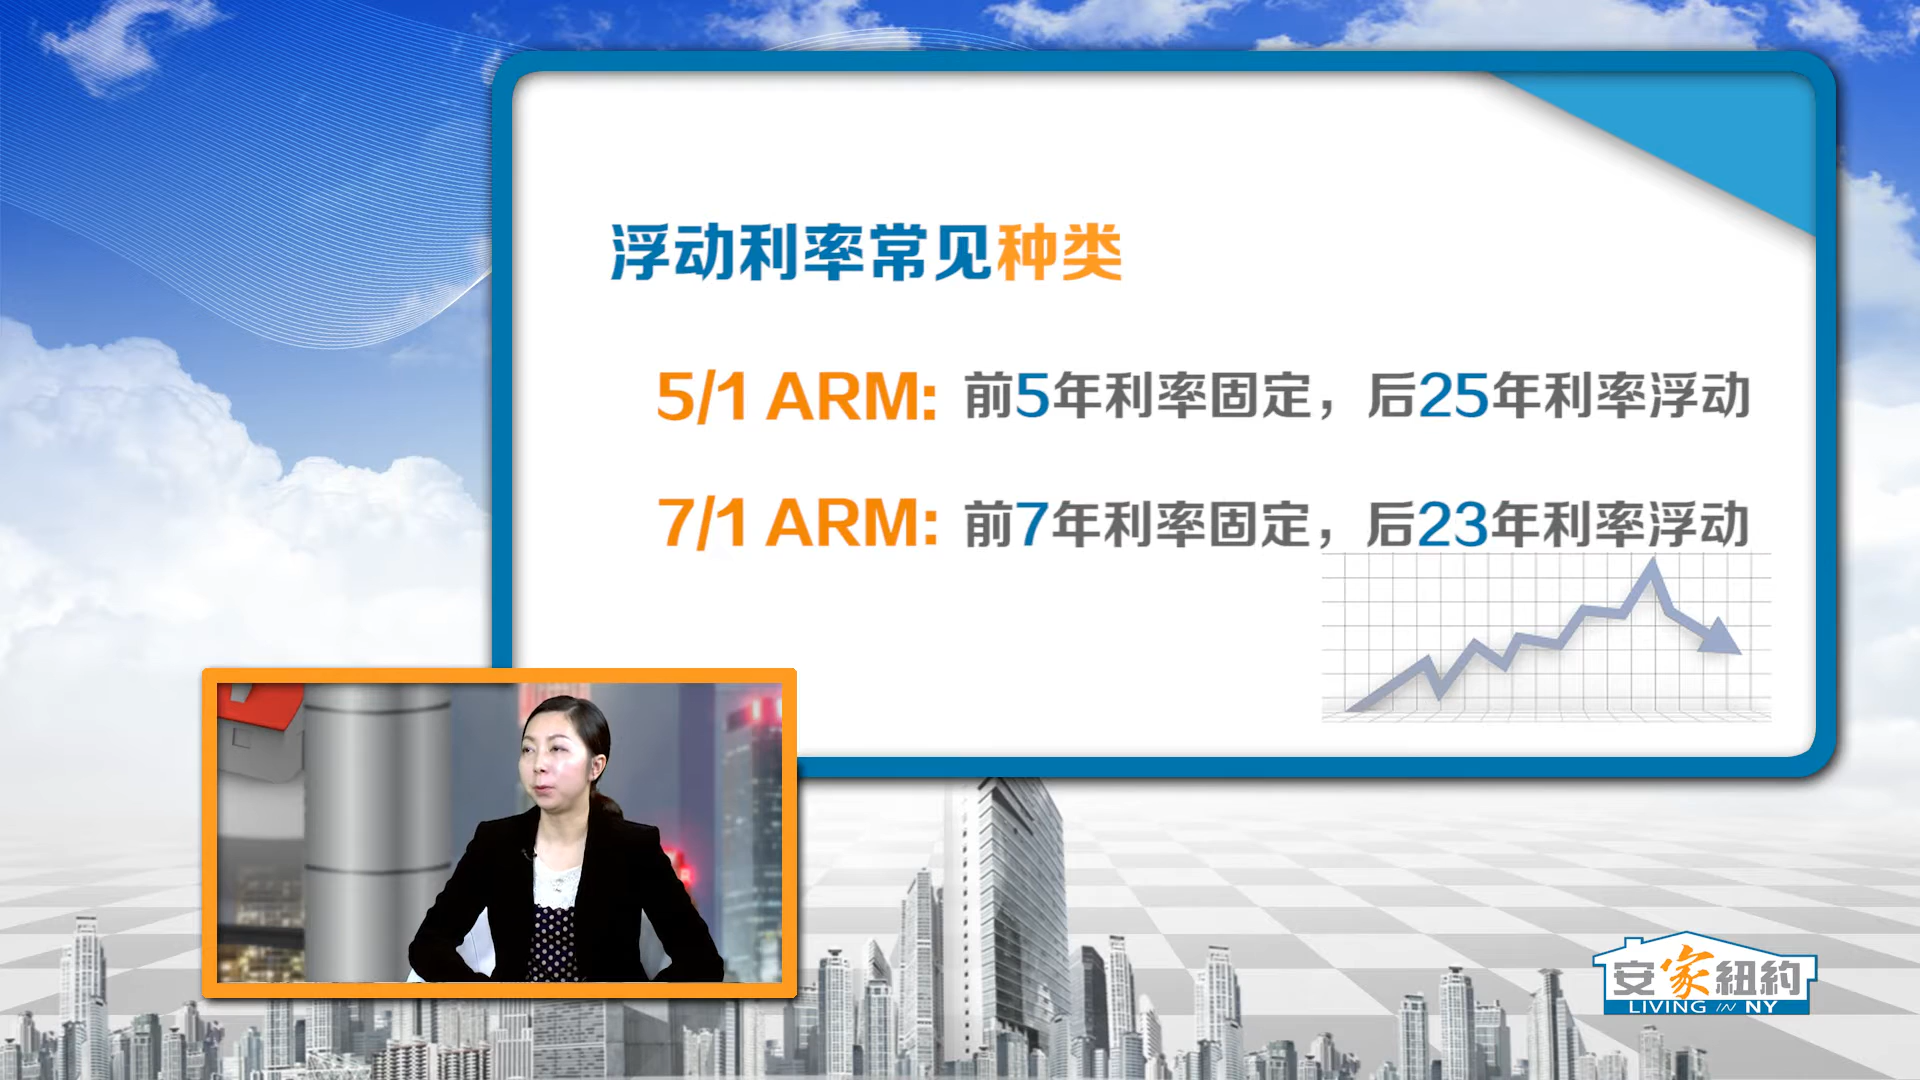 浮动利率常见种类
5/1 ARM: 前5年利率固定，后25年利率浮动
7/1 ARM: 前7年利率固定，后23年利率浮动
安家紐約
LIVING IN NY